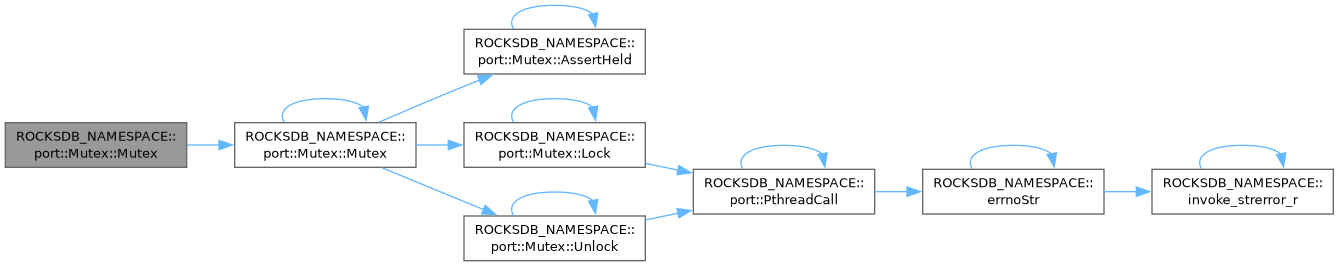 ROCKSDB_NAMESPACE::
port::Mutex::AssertHeld
ROCKSDB_NAMESPACE::
port::Mutex::Mutex
ROCKSDB_NAMESPACE::
port::Mutex::Mutex
ROCKSDB_NAMESPACE::
port::Mutex::Lock
ROCKSDB_NAMESPACE::
port::Mutex::Unlock
ROCKSDB_NAMESPACE::
port::PthreadCall
ROCKSDB_NAMESPACE::
errnoStr
ROCKSDB_NAMESPACE::
invoke_strerror_r